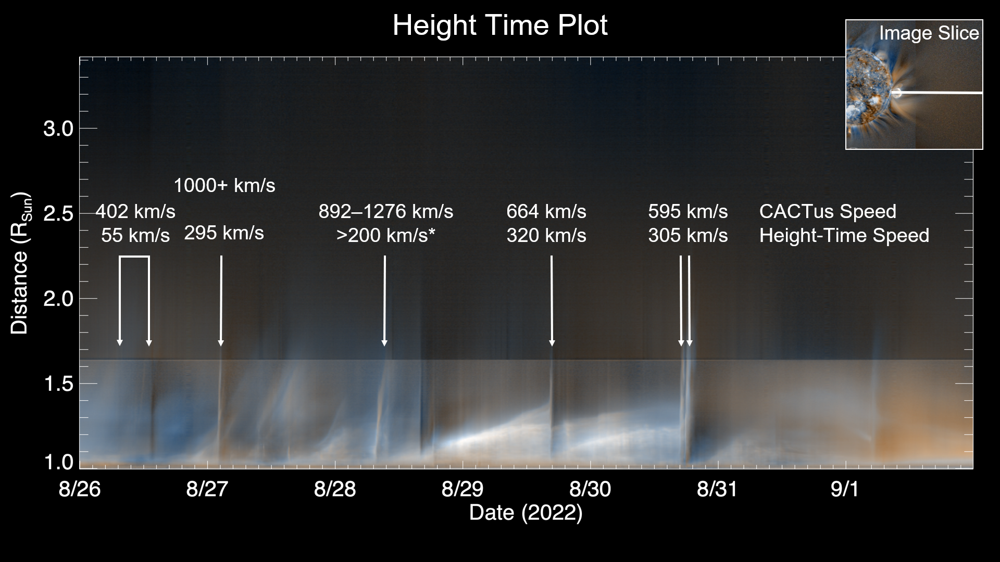 Height Time Plot
Image Slice
3.0
2.5
2.0
1.5
1.0
Distance (RSun)
1000+ km/s
402 km/s
55 km/s
295 km/s
892–1276 km/s
>200 km/s*
664 km/s
320 km/s
595 km/s
305 km/s
CACTus Speed
Height-Time Speed
8/26 8/27 8/28 8/29 8/30 8/31 9/1
Date (2022)